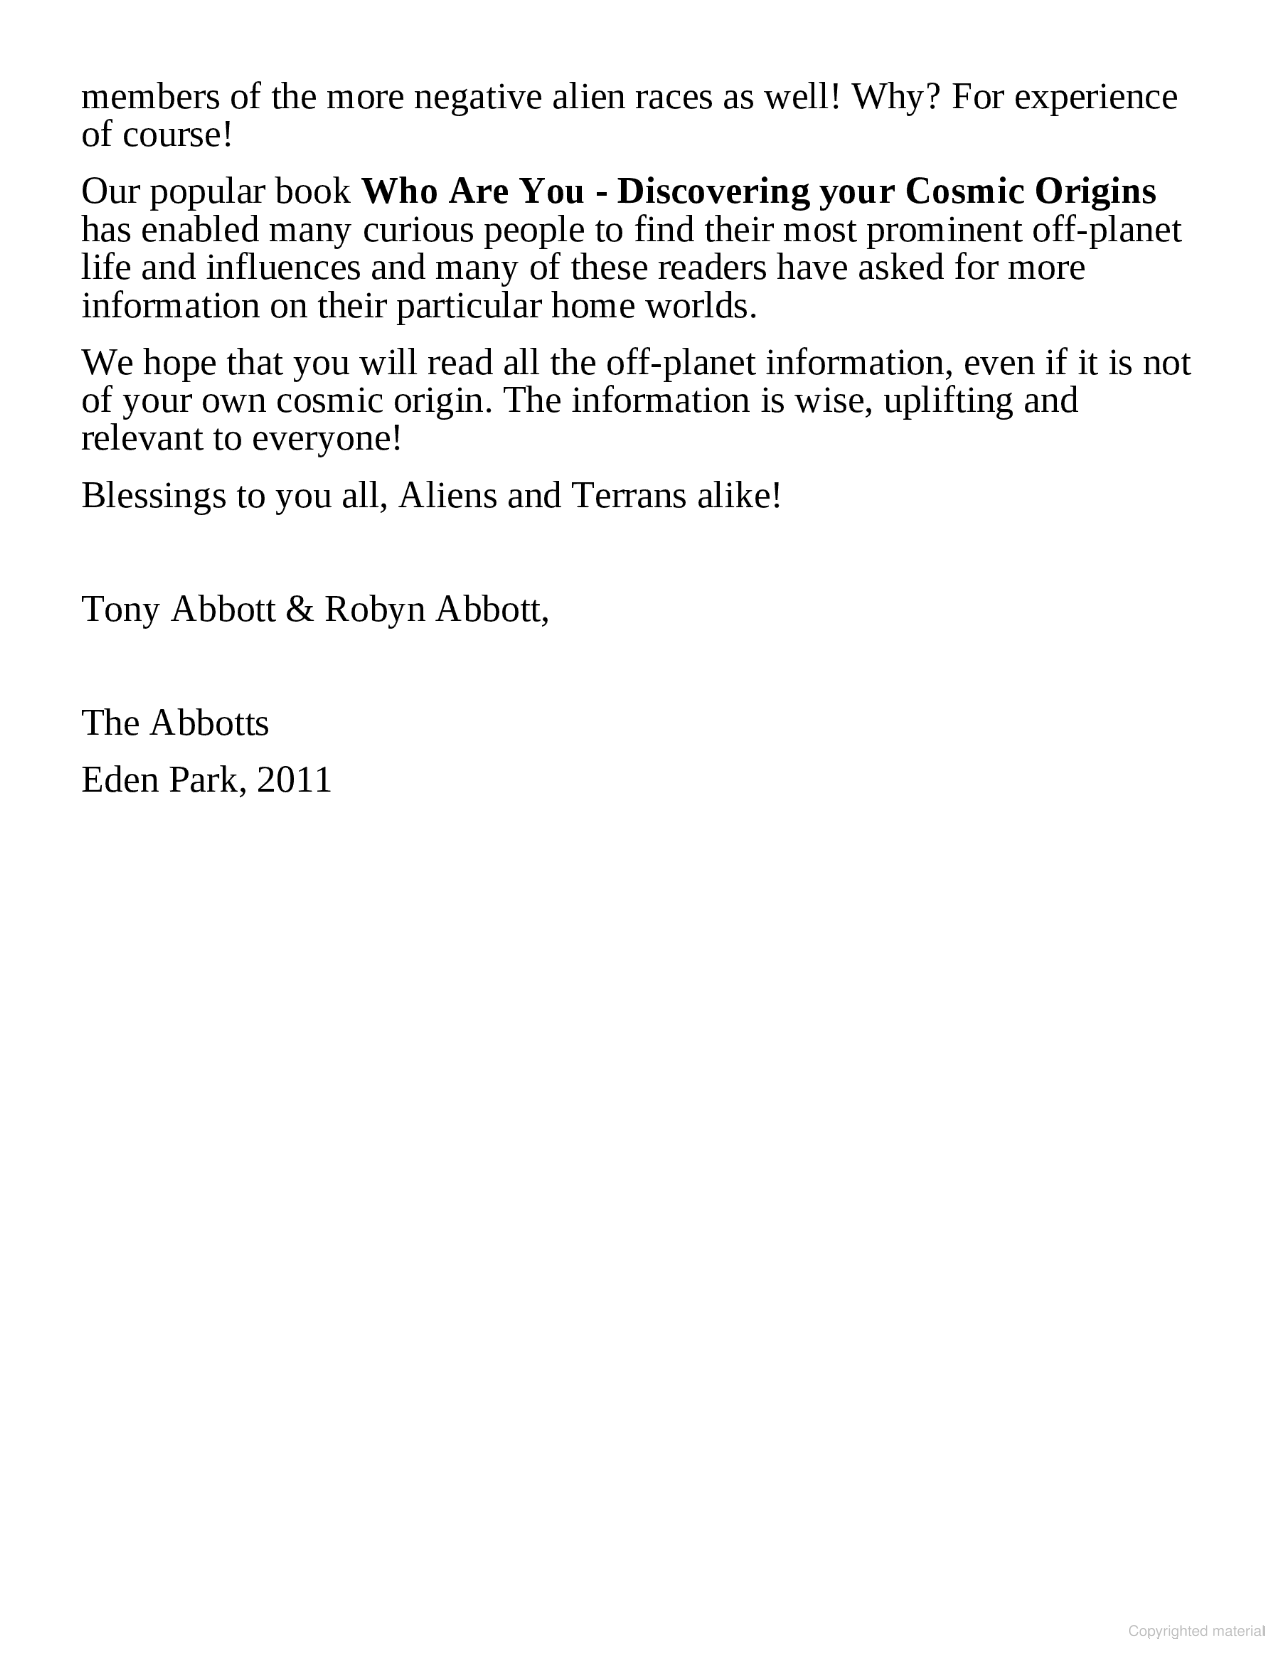 members of the more negative alien races as well! Why? For experience
of course!
Our popular book Who Are You - Discovering your Cosmic Origins
has enabled many curious people to find their most prominent off-planet
life and influences and many of these readers have asked for more
information on their particular home worlds.
We hope that you will read all the off-planet information, even if it is not
of your own cosmic origin. The information is wise, uplifting and
relevant to everyone!
Blessings to you all, Aliens and Terrans alike!
Tony Abbott & Robyn Abbott,
The Abbotts
Eden Park, 2011
Copyrighted material